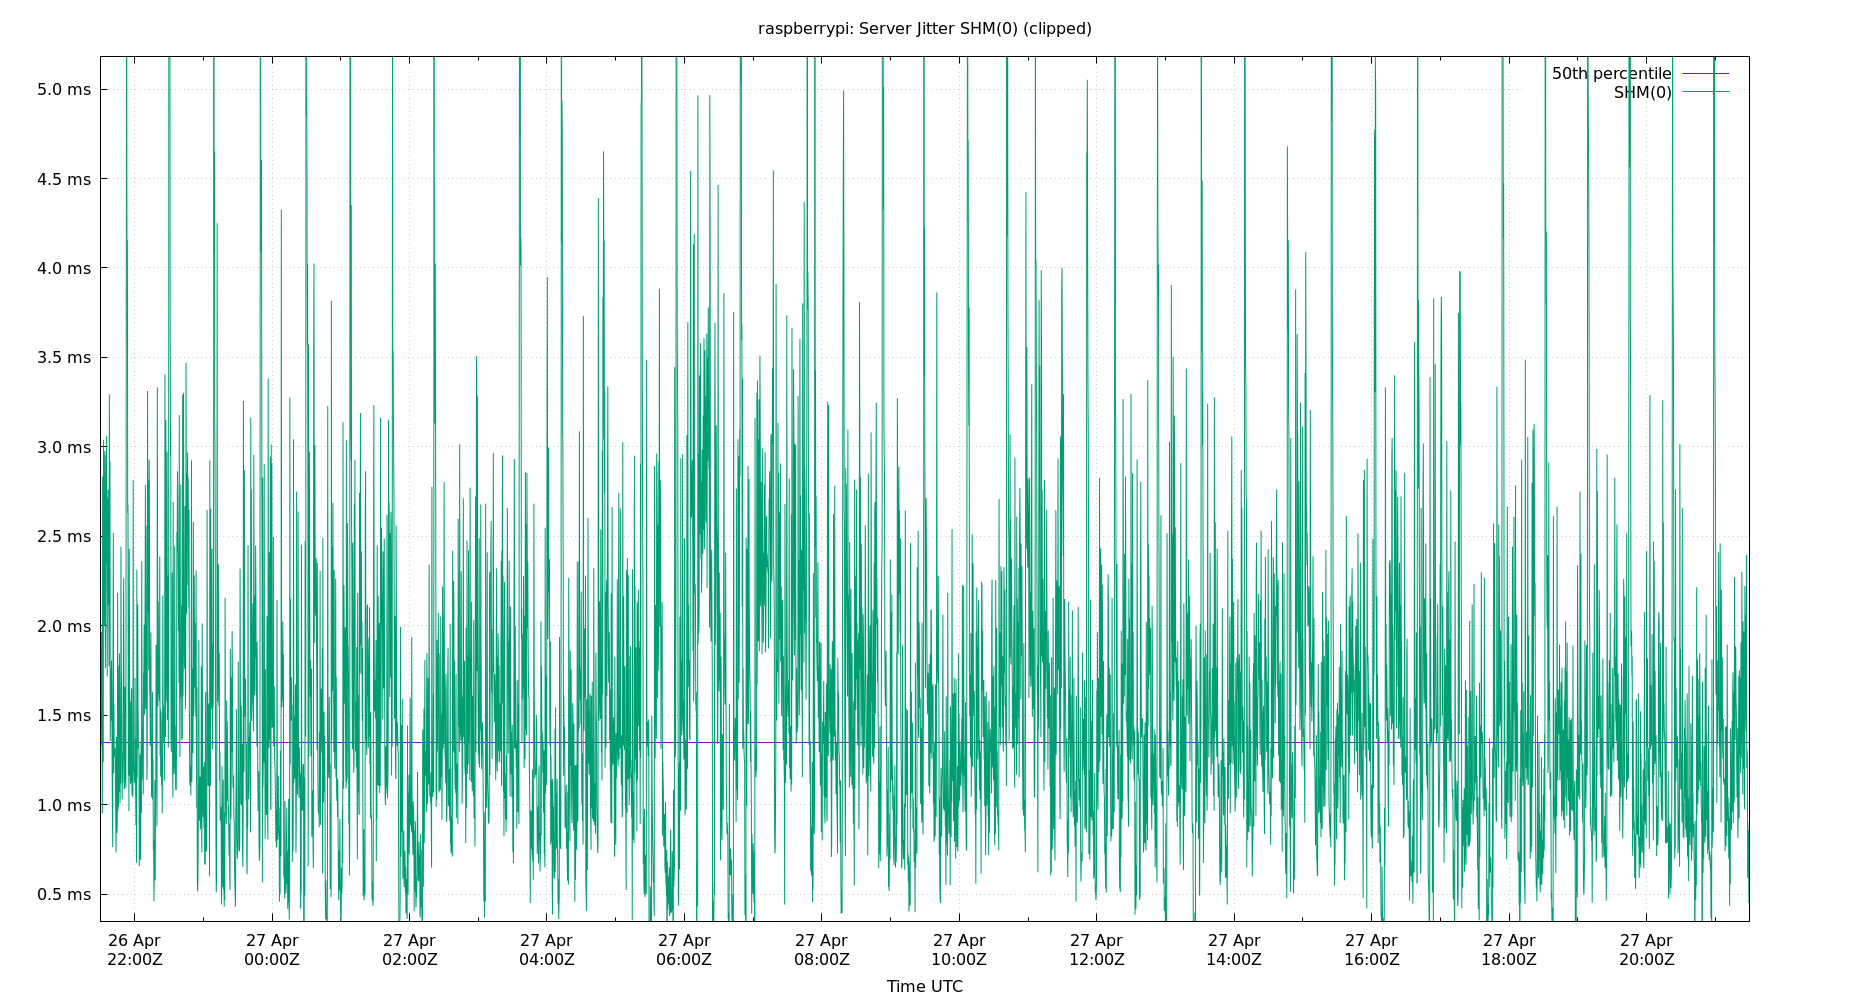 raspberrypi: Server Jitter SHM(0) (clipped)
50th percentile
SHM(0)
5.0 ms
4.5 ms
4.0 ms
3.5 ms
3.0 ms
2.5 ms
2.0 ms
1.5 ms
1.0 ms
0.5 ms
26 Apr 27 Apr 27 Apr 27 Apr 27 Apr 27 Apr 27 Apr 27 Apr 27 Apr 27 Apr 27 Apr 27 Apr
22:00Z 00:00Z 02:00Z 04:00Z 06:00Z 08:00Z 10:00Z 12:00Z 14:00Z 16:00Z 18:00Z 20:00Z
Time UTC